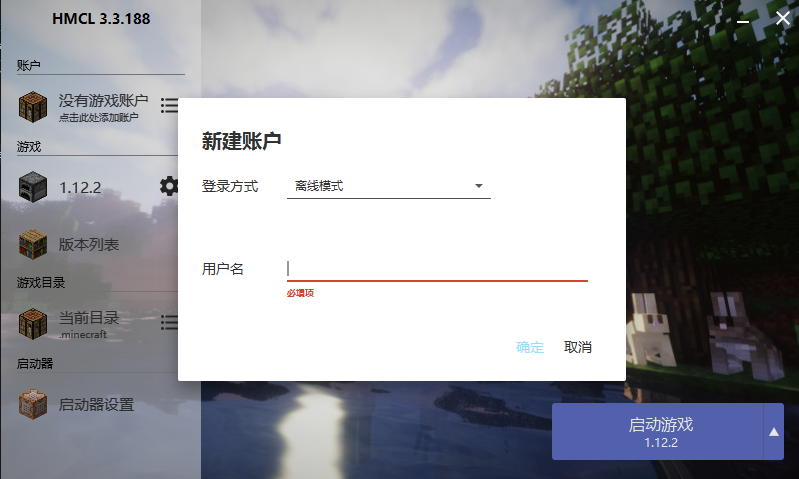 HMCL 3.3.188
账户
没有游戏账户
点击此处添加账户
游戏
1.12.2
版本列表
游戏目录
当前目录
.minecraft
启动器
启动器设置
新建账户
登录方式 离线模式
用户名
必填项
确定 取消
启动游戏
1.12.2